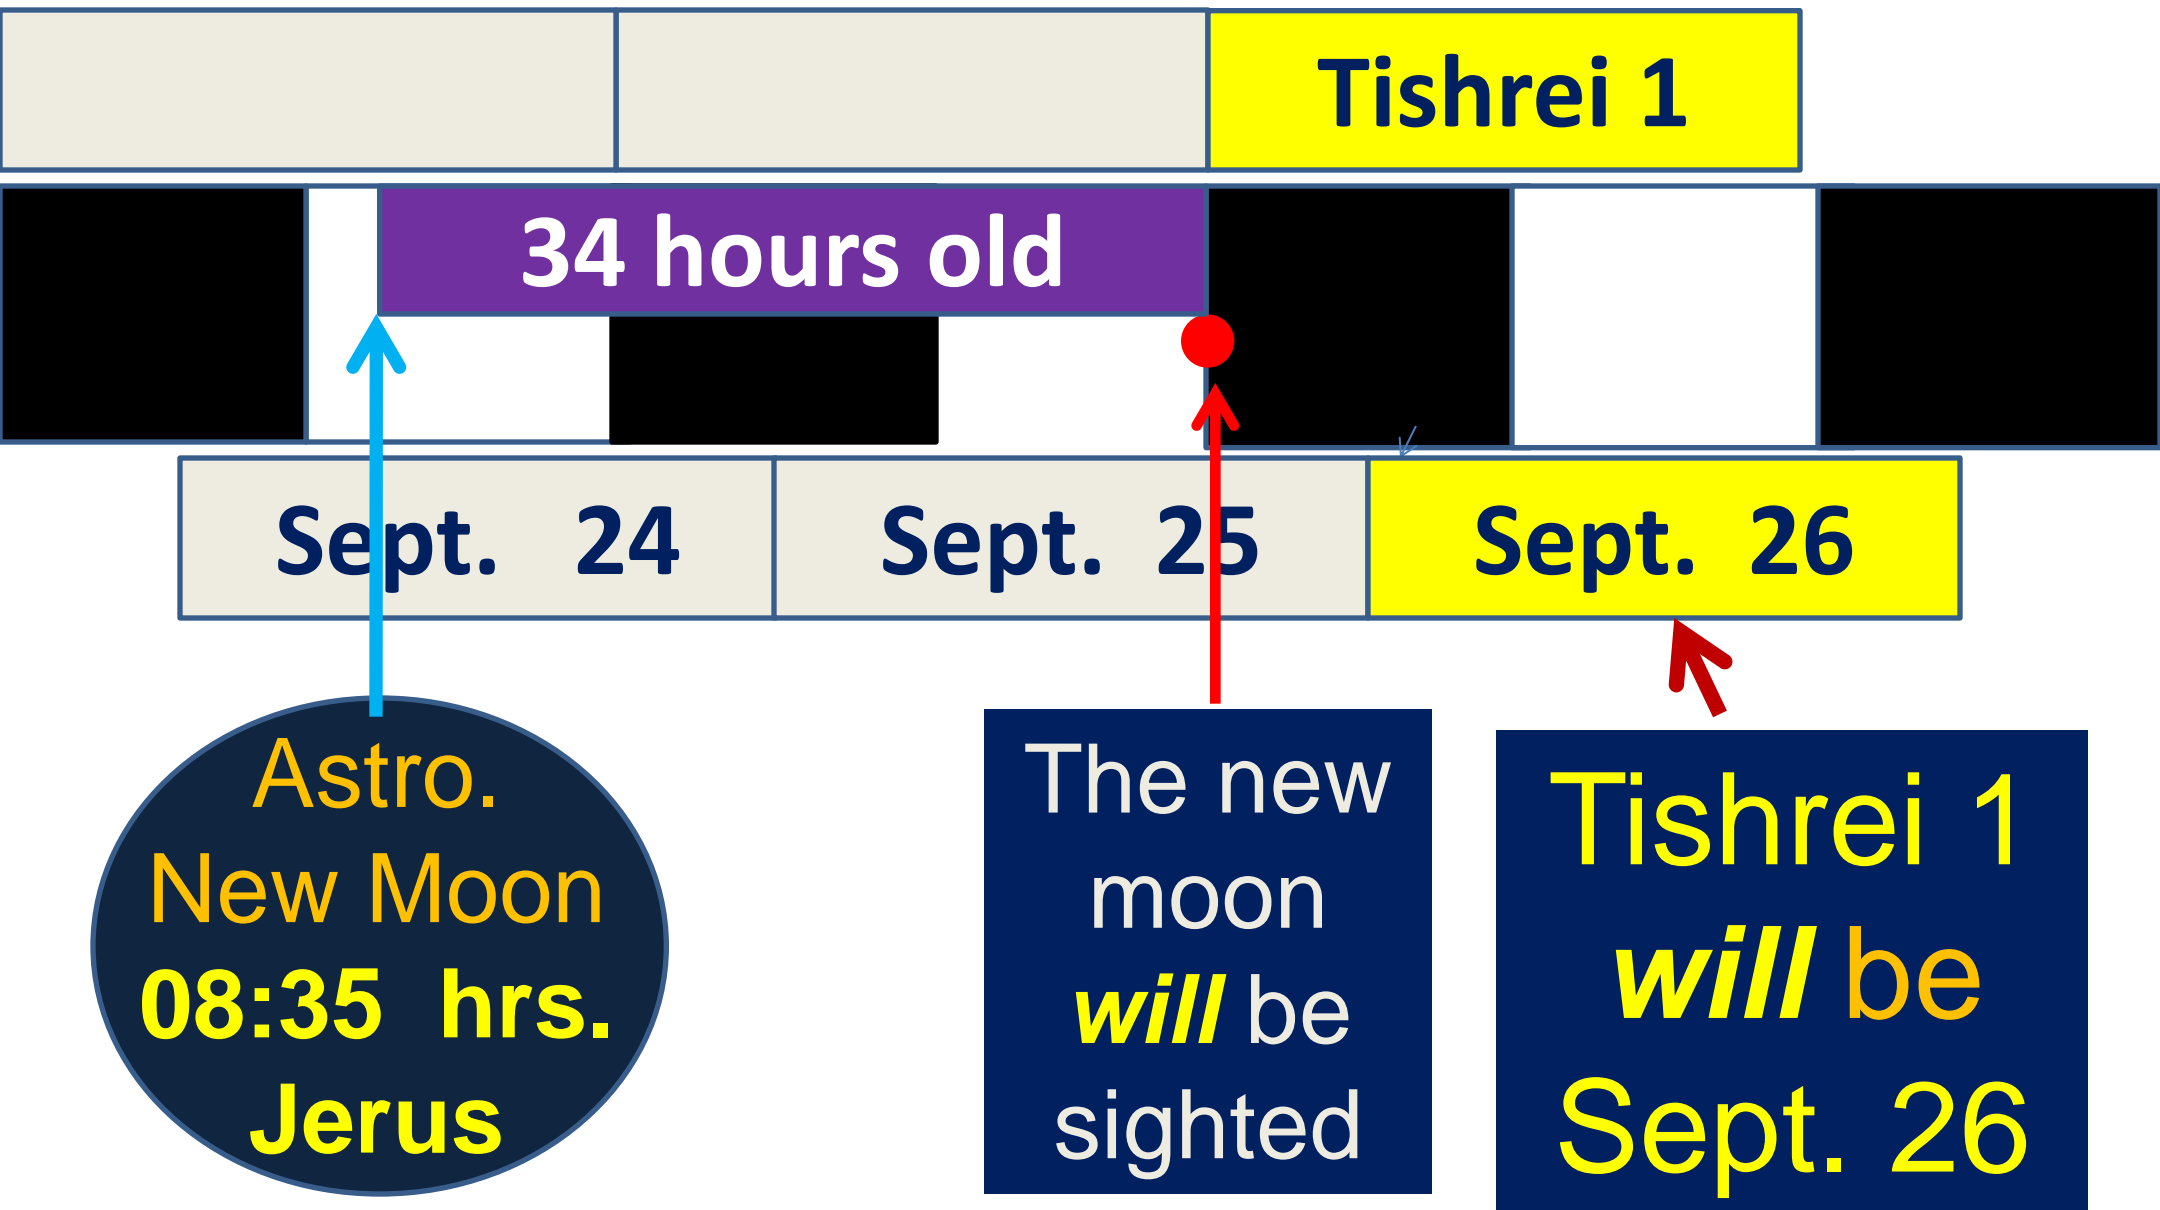 Tishrei 1
34 hours old
Sept. 24
Sept. 25
Sept. 26
Astro.
New Moon
08:35 hrs.
Jerus
The new
moon
will be
sighted
Tishrei 1
will be
Sept. 26